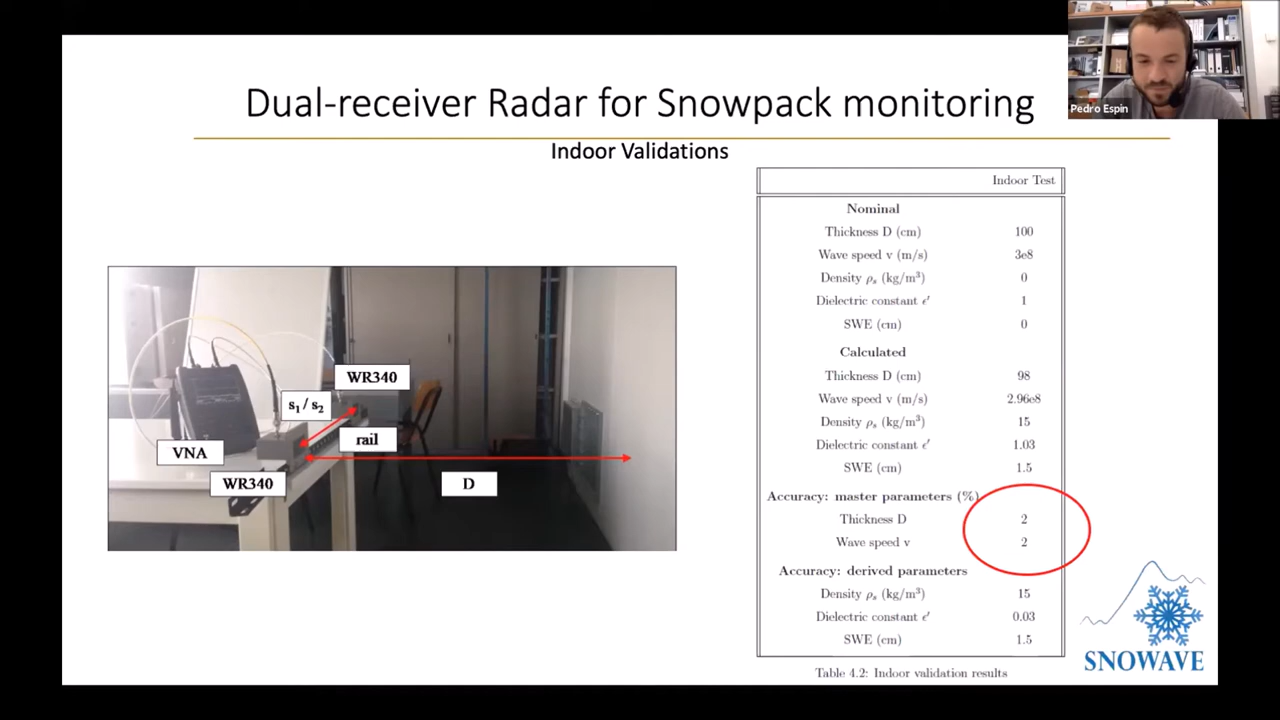 Dual-receiver Radar for Snowpack monitoring
Indoor Validations
Pedro Espin
WR340
s₁ / s₂
rail
VNA
WR340
D
Indoor Test
Nominal
Thickness D (cm) 100
Wave speed v (m/s) 3e8
Density ρₛ (kg/m³) 0
Dielectric constant ϵ′ 1
SWE (cm) 0
Calculated
Thickness D (cm) 98
Wave speed v (m/s) 2.96e8
Density ρₛ (kg/m³) 15
Dielectric constant ϵ′ 1.03
SWE (cm) 1.5
Accuracy: master parameters (%)
Thickness D 2
Wave speed v 2
Accuracy: derived parameters
Density ρₛ (kg/m³) 15
Dielectric constant ϵ′ 0.03
SWE (cm) 1.5
Table 4.2: Indoor validation results
SNOWAVE